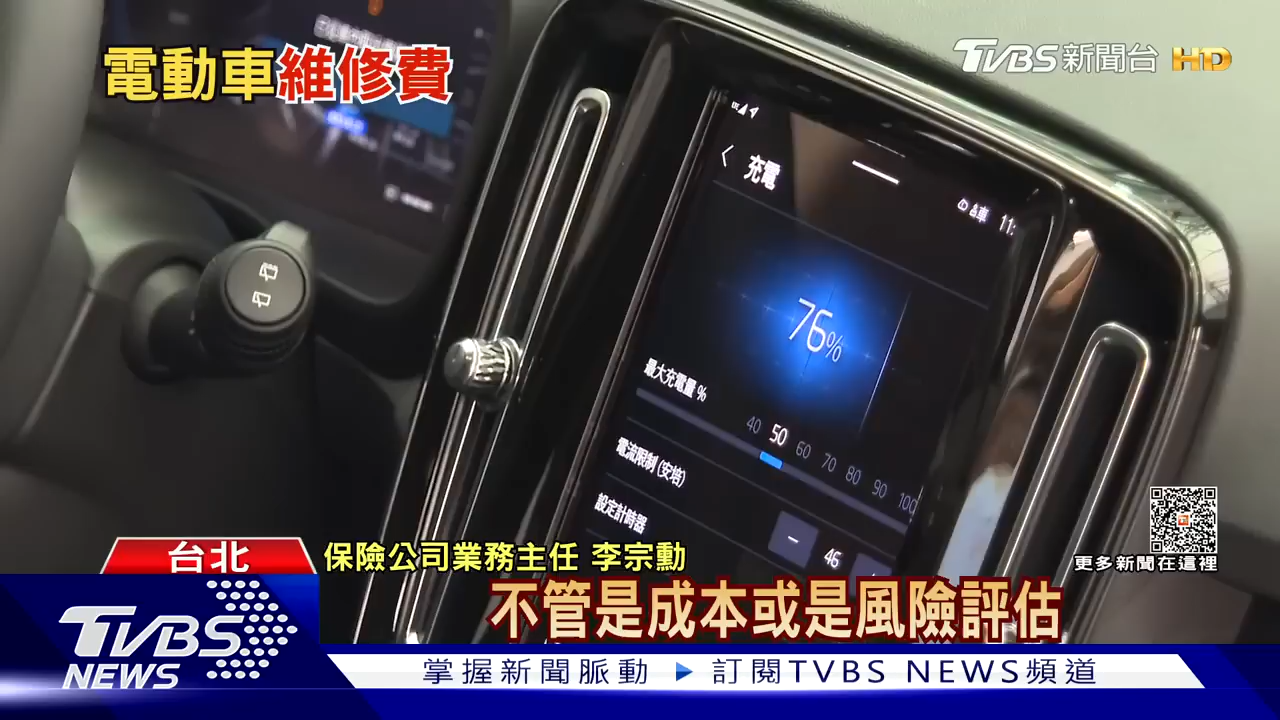 電動車維修費
TVBS新聞台 HD
充電
車 11:
76%
最大充電量 %
40 50 60 70 80 90 100
電流限制 (安培)
設定計時器
− 46
更多新聞在這裡
台北
保險公司業務主任 李宗勳
不管是成本或是風險評估
TVBS
NEWS
掌握新聞脈動 ▶ 訂閱TVBS NEWS頻道